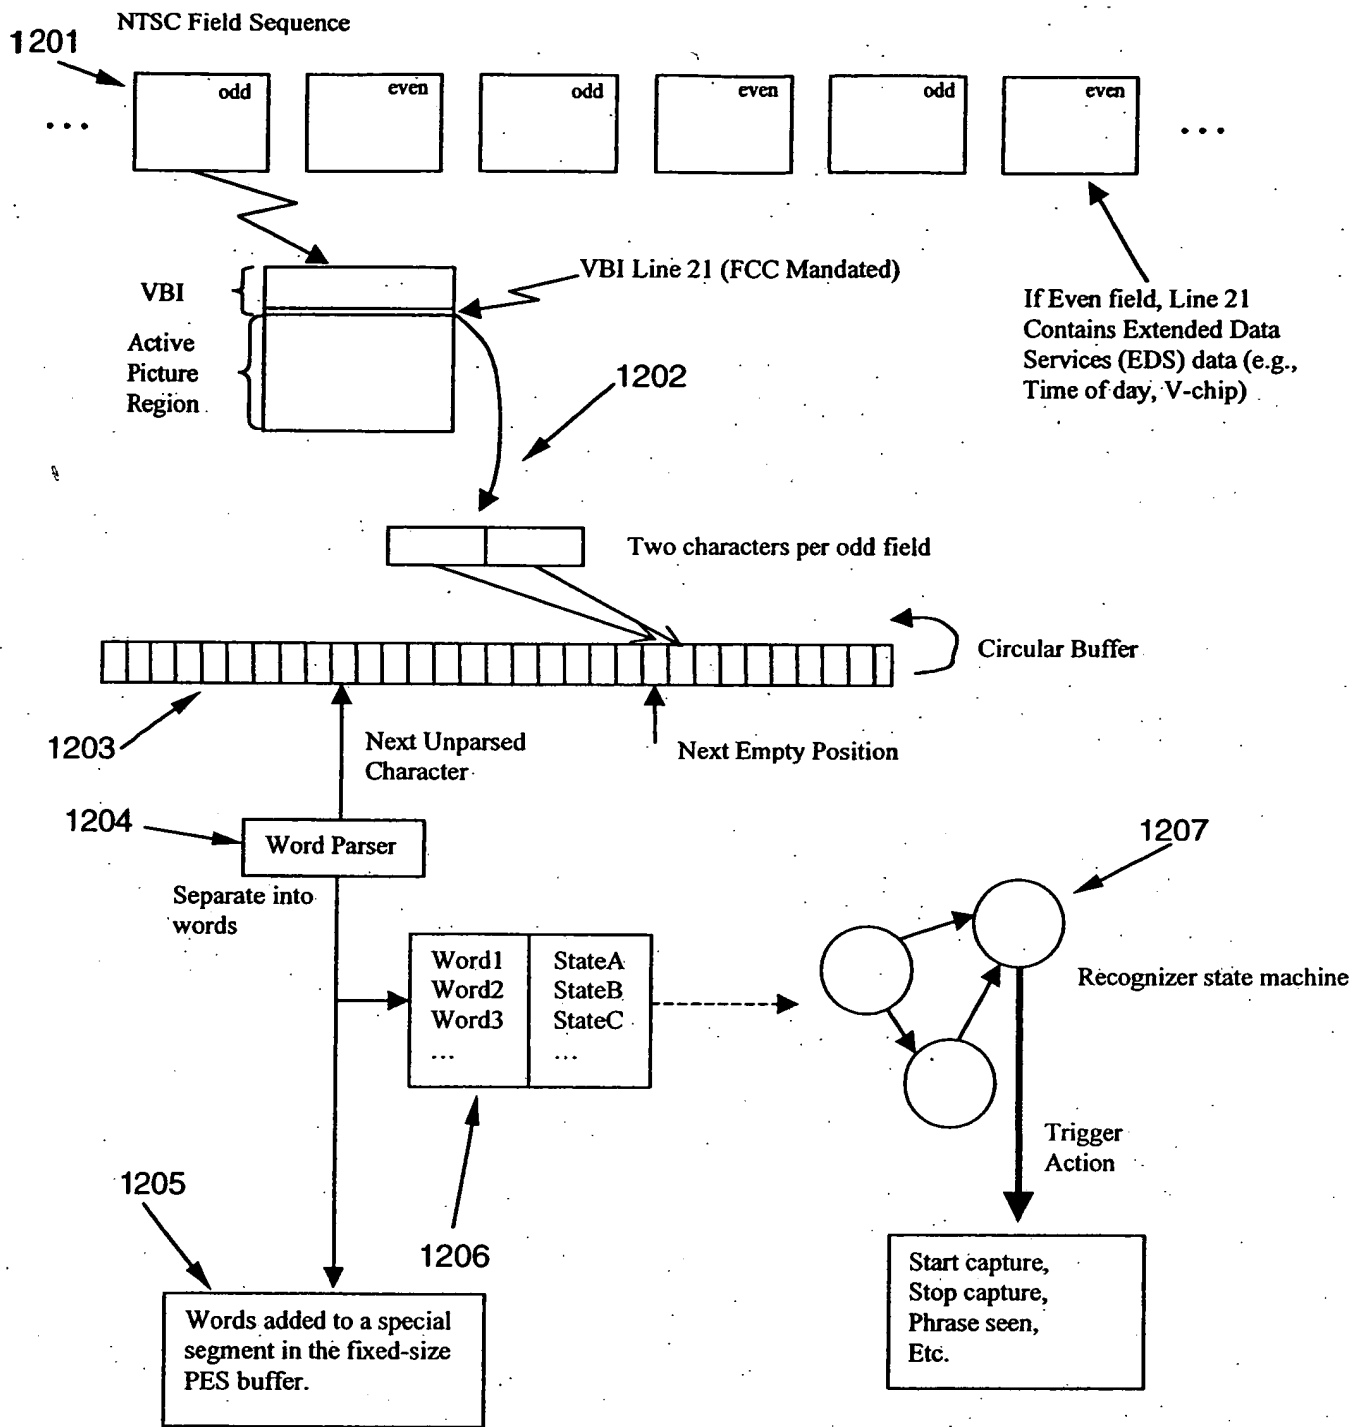 NTSC Field Sequence
1201
odd
even
odd
even
odd
even
...
...
VBI
VBI Line 21 (FCC Mandated)
Active
Picture
Region
If Even field, Line 21
Contains Extended Data
Services (EDS) data (e.g.,
Time of day, V-chip)
1202
Two characters per odd field
Circular Buffer
1203
Next Unparsed
Character
Next Empty Position
1204
Word Parser
Separate into
words
1207
Word1
Word2
Word3
...
StateA
StateB
StateC
...
Recognizer state machine
Trigger
Action
1205
1206
Words added to a special
segment in the fixed-size
PES buffer.
Start capture,
Stop capture,
Phrase seen,
Etc.